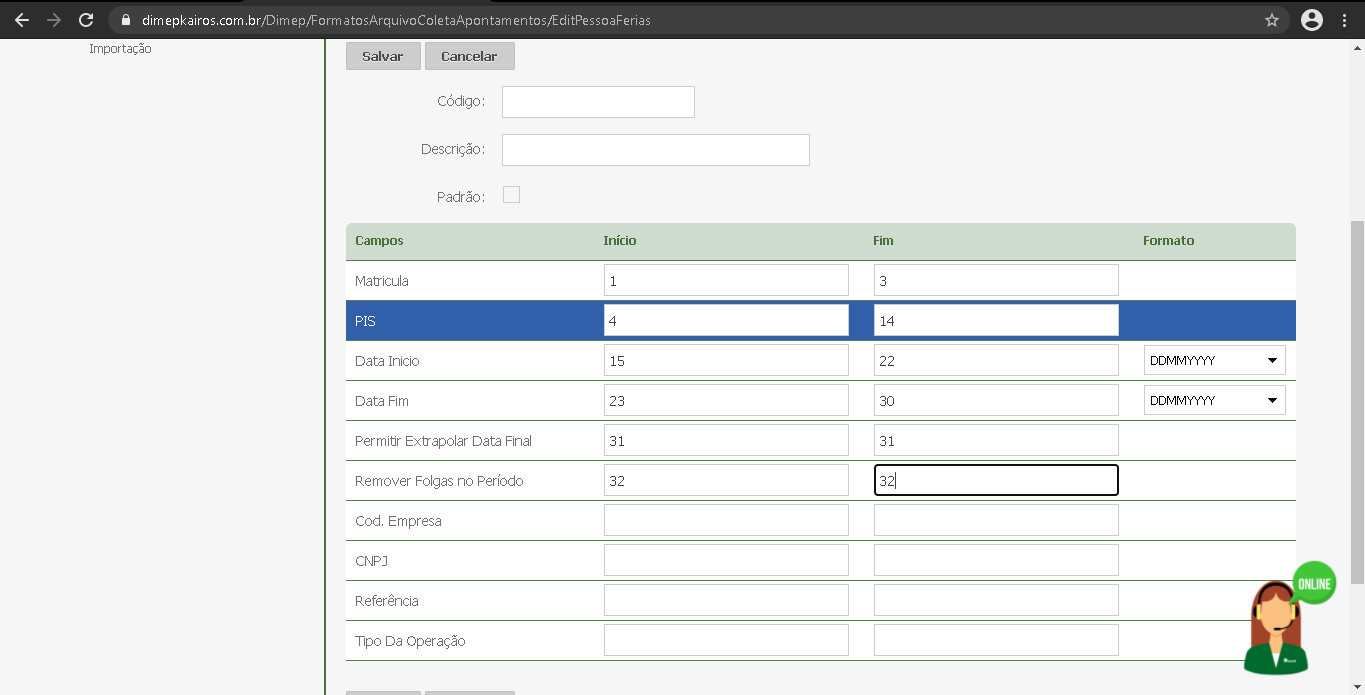 dimepkairos.com.br/Dimep/FormatosArquivoColetaApontamentos/EditPessoaFerias
Importação
Salvar Cancelar
Código:
Descrição:
Padrão:
Campos Início Fim Formato
Matricula 1 3
PIS 4 14
Data Inicio 15 22 DDMMYYYY
Data Fim 23 30 DDMMYYYY
Permitir Extrapolar Data Final 31 31
Remover Folgas no Período 32 32
Cod. Empresa
CNPJ
Referência
Tipo Da Operação
ONLINE